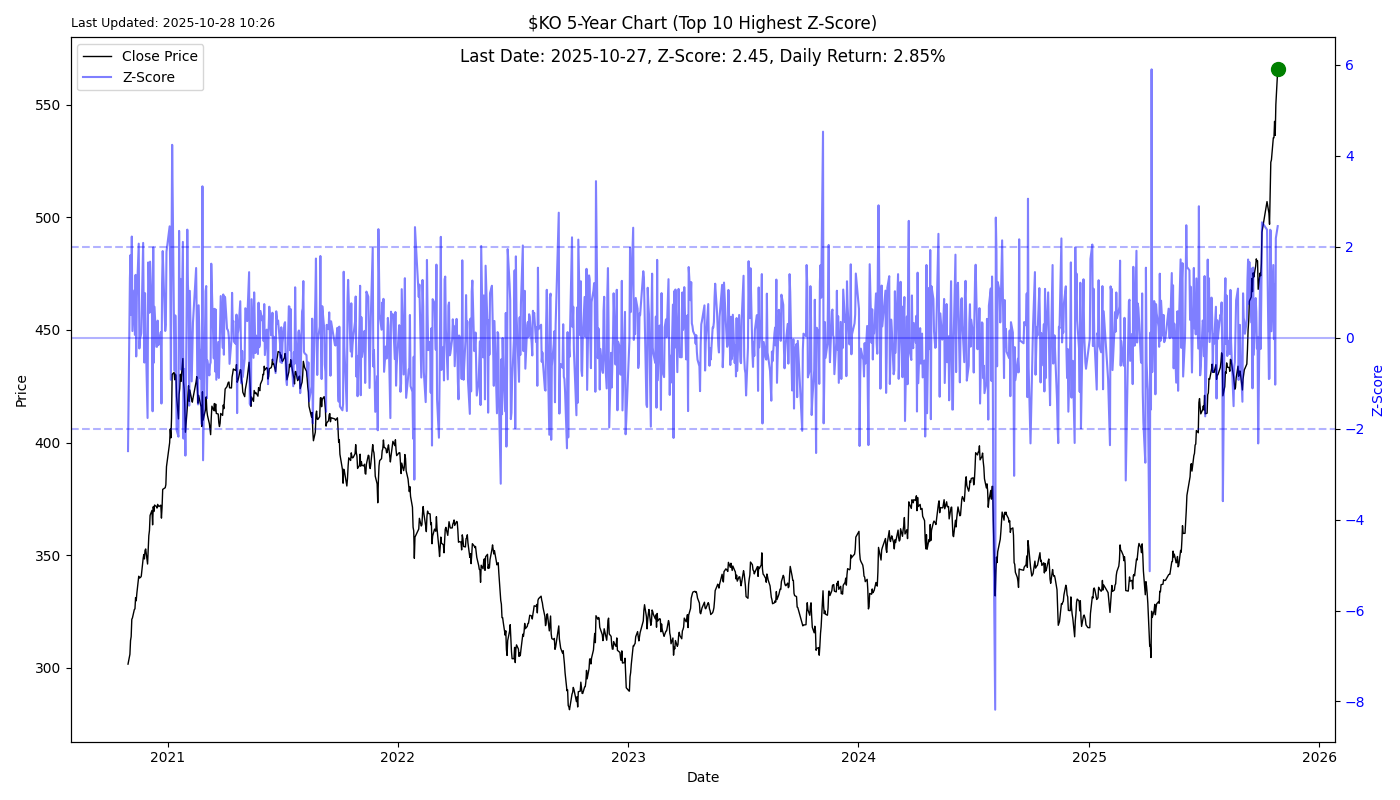 Last Updated: 2025-10-28 10:26
$KO 5-Year Chart (Top 10 Highest Z-Score)
Last Date: 2025-10-27, Z-Score: 2.45, Daily Return: 2.85%
Close Price
Z-Score
550
500
450
400
350
300
Price
6
4
2
0
−2
−4
−6
−8
Z-Score
2021
2022
2023
2024
2025
2026
Date